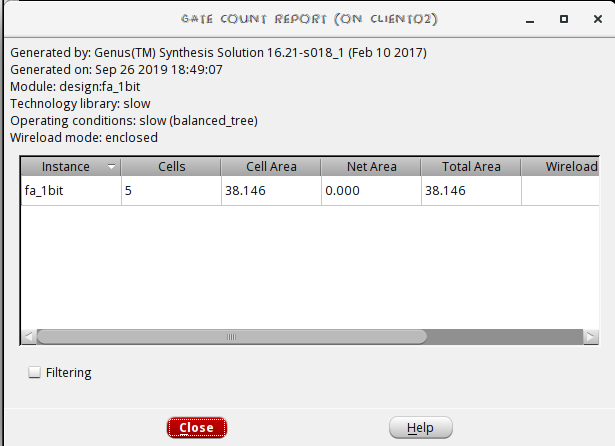 GATE COUNT REPORT (ON CLIENT02)
Generated by: Genus(TM) Synthesis Solution 16.21-s018_1 (Feb 10 2017)
Generated on: Sep 26 2019 18:49:07
Module: design:fa_1bit
Technology library: slow
Operating conditions: slow (balanced_tree)
Wireload mode: enclosed
Instance Cells Cell Area Net Area Total Area Wireload
fa_1bit 5 38.146 0.000 38.146
Filtering
Close Help